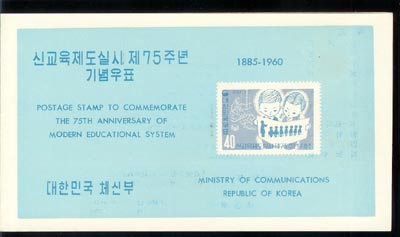 신교육제도실시 제75주년
기념우표
1885-1960
POSTAGE STAMP TO COMMEMORATE
THE 75TH ANNIVERSARY OF
MODERN EDUCATIONAL SYSTEM
40
대한민국 체신부
MINISTRY OF COMMUNICATIONS
REPUBLIC OF KOREA